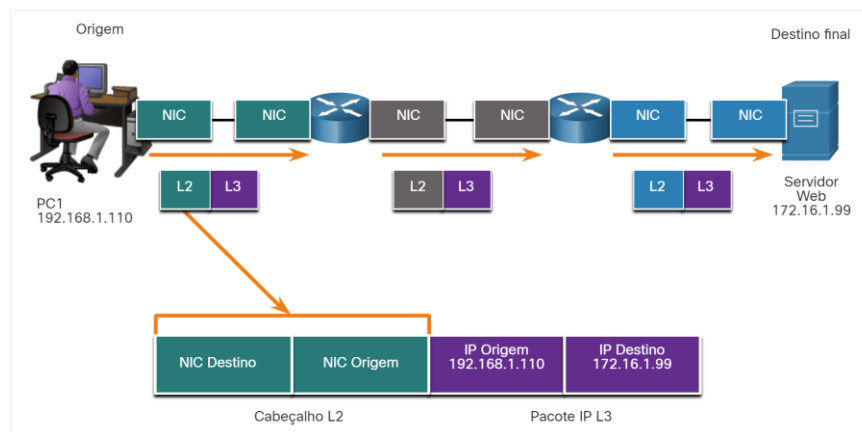 Origem
Destino final
NIC
NIC
NIC
NIC
NIC
NIC
L2
L3
L2
L3
L2
L3
PC1
192.168.1.110
Servidor
Web
172.16.1.99
NIC Destino
NIC Origem
IP Origem
192.168.1.110
IP Destino
172.16.1.99
Cabeçalho L2
Pacote IP L3